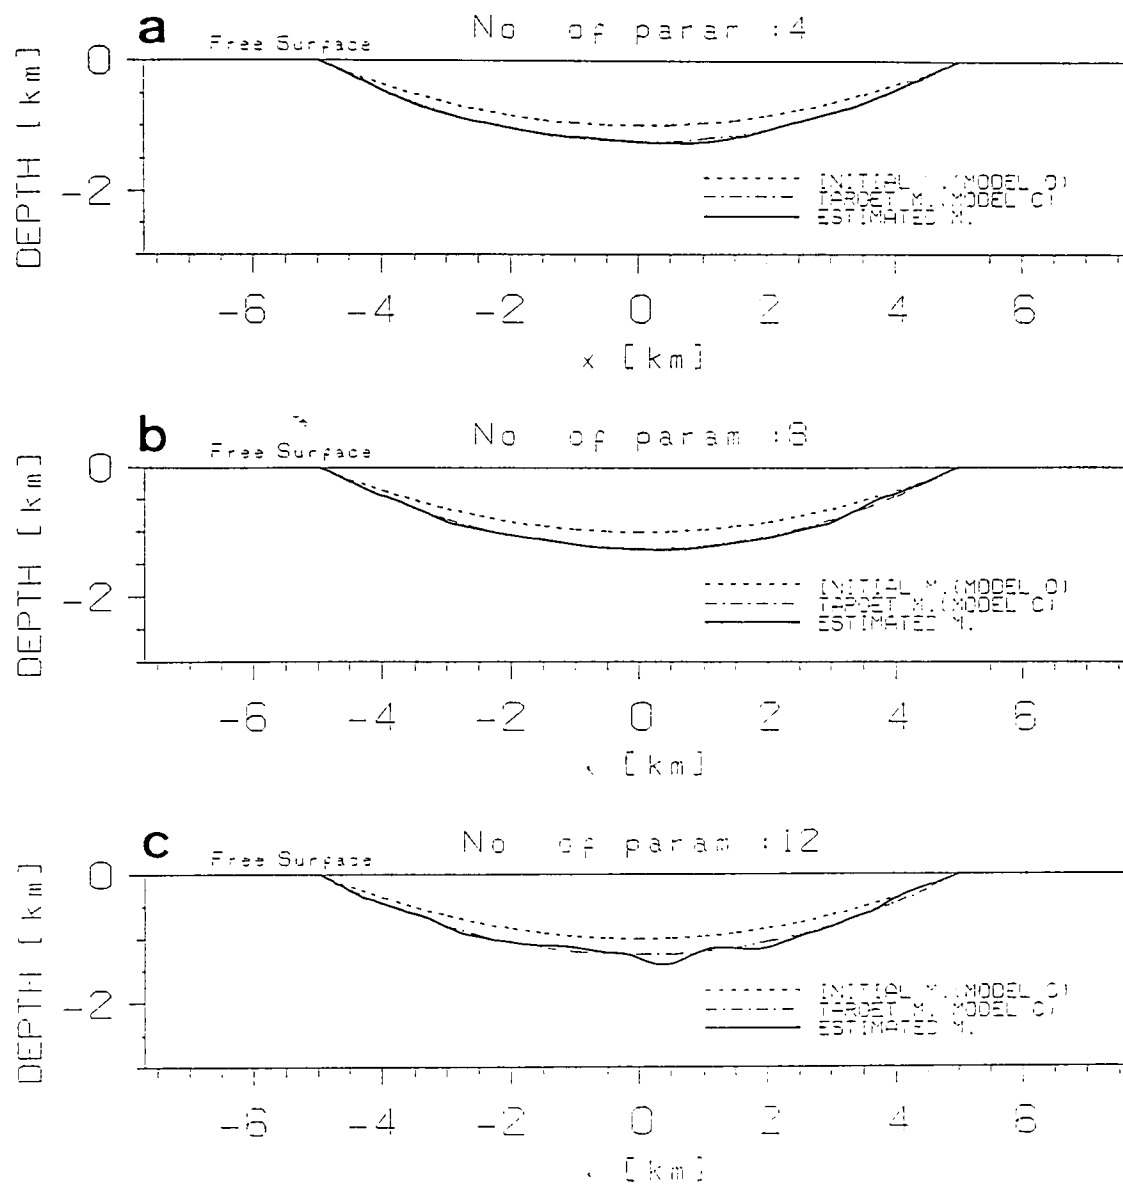 a
No of parar :4
Free Surface
DEPTH [km]
0
-2
INITIAL .(MODEL 0)
TARGET M.(MODEL C)
ESTIMATED M.
-6 -4 -2 0 2 4 6
x [km]
b
No of param :8
Free Surface
DEPTH [km]
0
-2
INITIAL M.(MODEL 0)
TARGET M.(MODEL C)
ESTIMATED M.
-6 -4 -2 0 2 4 6
[km]
c
No of param :12
Free Surface
DEPTH [km]
0
-2
INITIAL M.(MODEL 0)
TARGET M. MODEL C)
ESTIMATED M.
-6 -4 -2 0 2 4 6
[km]